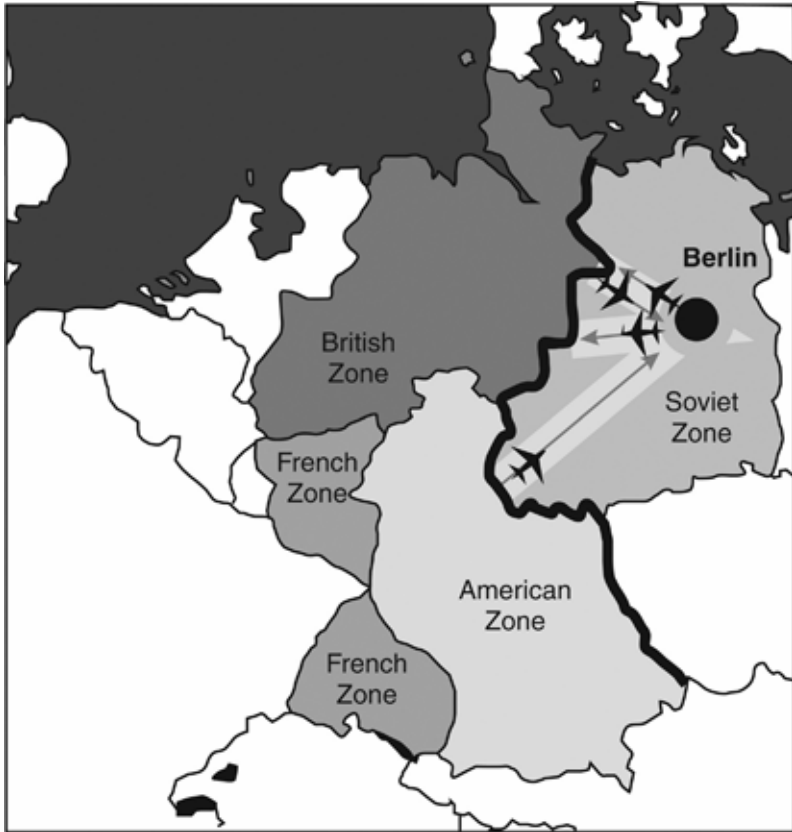 Berlin
British
Zone
Soviet
Zone
French
Zone
American
Zone
French
Zone